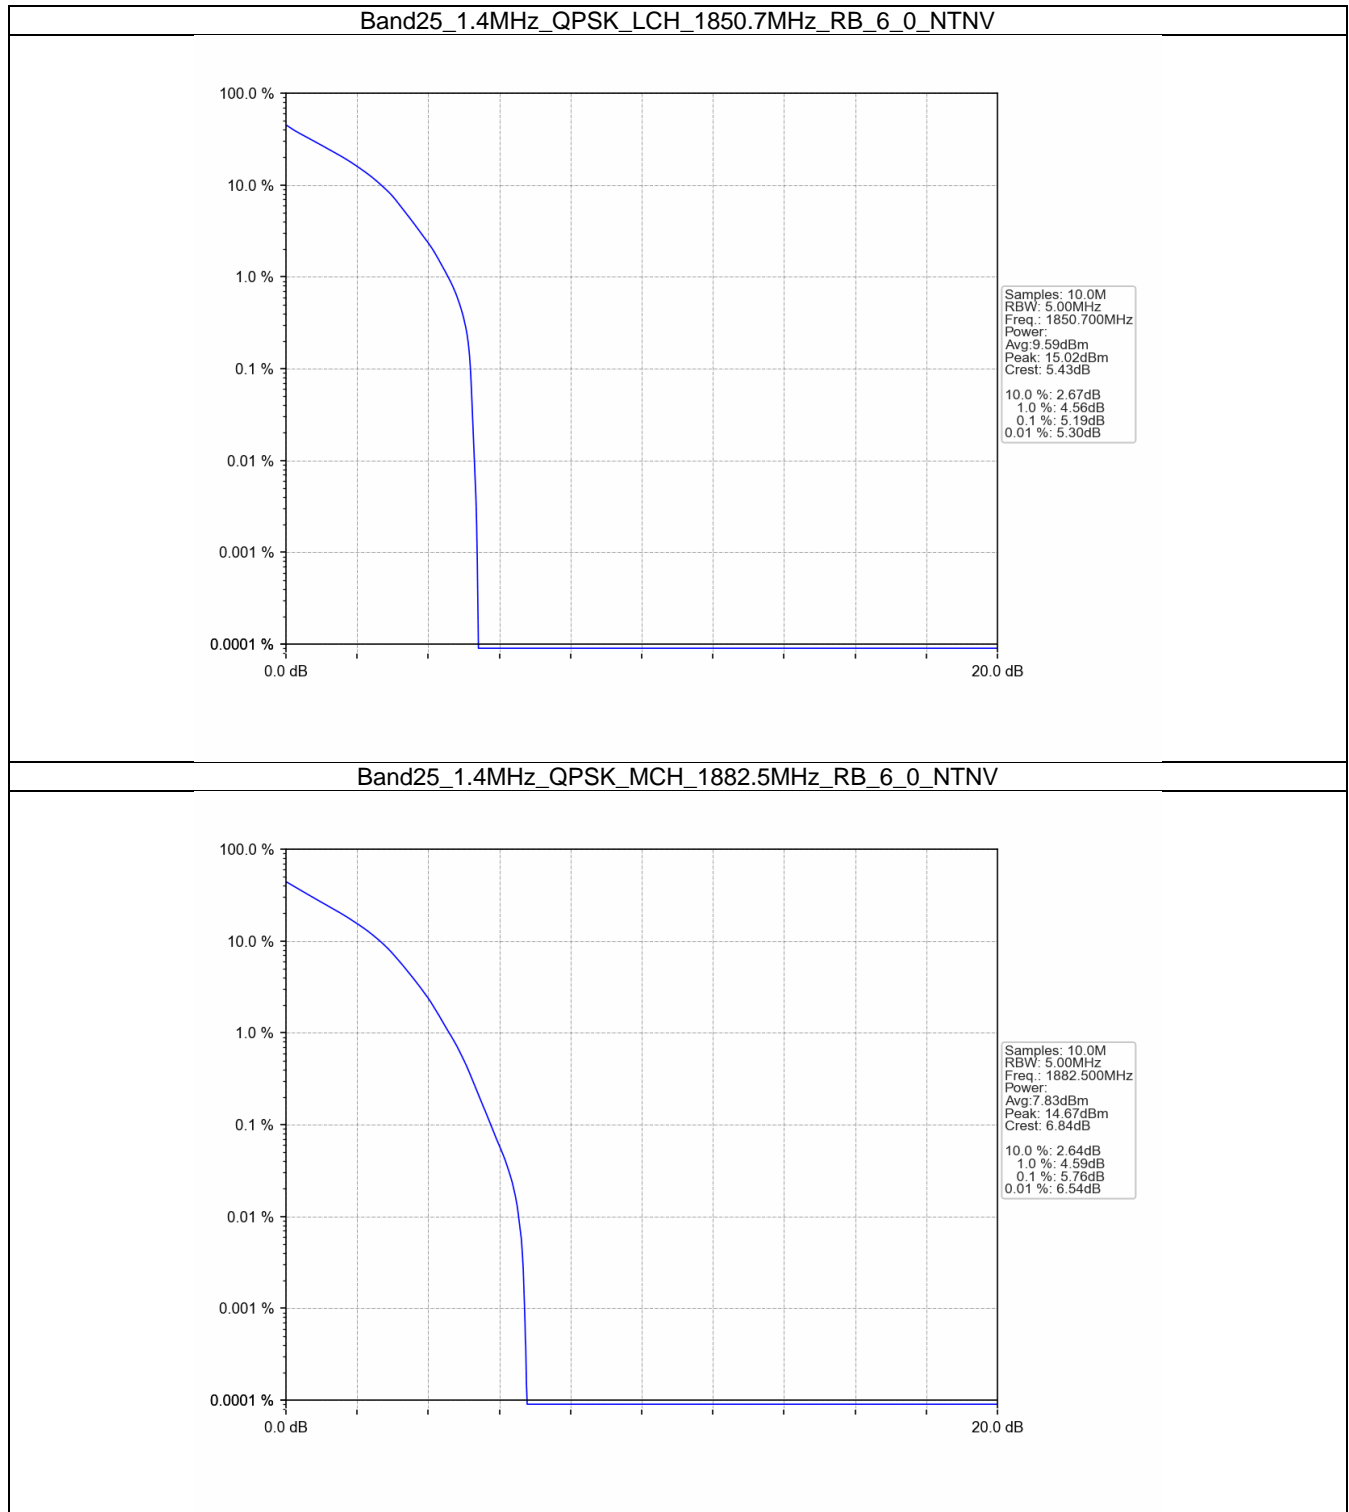 Band25_1.4MHz_QPSK_LCH_1850.7MHz_RB_6_0_NTNV
100.0 %
10.0 %
1.0 %
0.1 %
0.01 %
0.001 %
0.0001 %
0.0 dB
20.0 dB
Samples: 10.0M
RBW: 5.00MHz
Freq.: 1850.700MHz
Power:
Avg:9.59dBm
Peak: 15.02dBm
Crest: 5.43dB
10.0 %: 2.67dB
1.0 %: 4.56dB
0.1 %: 5.19dB
0.01 %: 5.30dB
Band25_1.4MHz_QPSK_MCH_1882.5MHz_RB_6_0_NTNV
100.0 %
10.0 %
1.0 %
0.1 %
0.01 %
0.001 %
0.0001 %
0.0 dB
20.0 dB
Samples: 10.0M
RBW: 5.00MHz
Freq.: 1882.500MHz
Power:
Avg:7.83dBm
Peak: 14.67dBm
Crest: 6.84dB
10.0 %: 2.64dB
1.0 %: 4.59dB
0.1 %: 5.76dB
0.01 %: 6.54dB